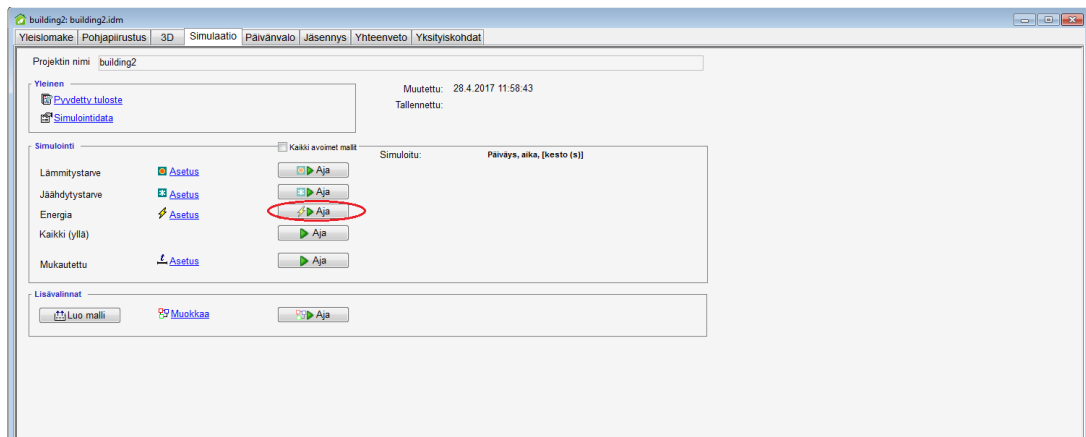 building2: building2.idm
Yleislomake Pohjapiirustus 3D Simulaatio Päivänvalo Jäsennys Yhteenveto Yksityiskohdat
Projektin nimi building2
Yleinen
Muutettu: 28.4.2017 11:58:43
Pyydetty tuloste
Tallennettu:
Simulointidata
Simulointi Kaikki avoimet mallit
Simuloitu: Päiväys, aika, [kesto (s)]
Lämmitystarve Asetus Aja
Jäähdytystarve Asetus Aja
Energia Asetus Aja
Kaikki (yllä) Aja
Mukautettu Asetus Aja
Lisävalinnat
Luo malli Muokkaa Aja